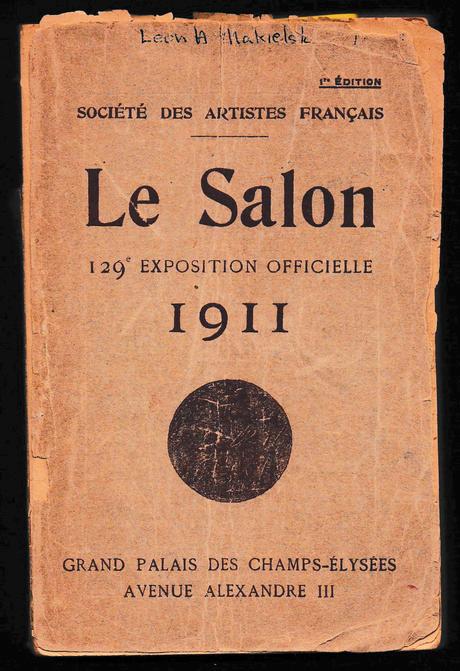 Leon A Makielsk
1re ÉDITION
SOCIÉTÉ DES ARTISTES FRANÇAIS
Le Salon
129e EXPOSITION OFFICIELLE
1911
GRAND PALAIS DES CHAMPS-ÉLYSÉES
AVENUE ALEXANDRE III